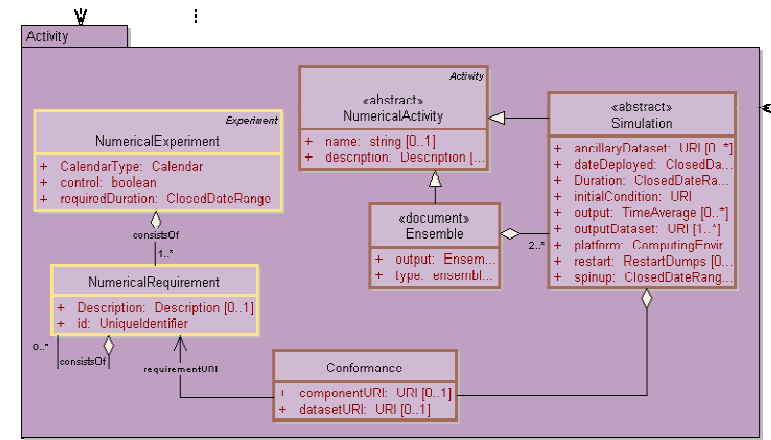 Activity
Experiment
NumericalExperiment
+ CalendarType: Calendar
+ control: boolean
+ requiredDuration: ClosedDateRange
consistsOf
1..*
NumericalRequirement
+ Description: Description [0..1]
+ id: UniqueIdentifier
0..*
consistsOf
requirementURI
Activity
«abstract»
NumericalActivity
+ name: string [0..1]
+ description: Description [...
«document»
Ensemble
+ output: Ensem...
+ type: ensembl...
2..*
«abstract»
Simulation
+ ancillaryDataset: URI [0..*]
+ dateDeployed: ClosedDa...
+ Duration: ClosedDateRa...
+ initialCondition: URI
+ output: TimeAverage [0..*]
+ outputDataset: URI [1..*]
+ platform: ComputingEnvir...
+ restart: RestartDumps [0...
+ spinup: ClosedDateRang...
Conformance
+ componentURI: URI [0..1]
+ datasetURI: URI [0..1]